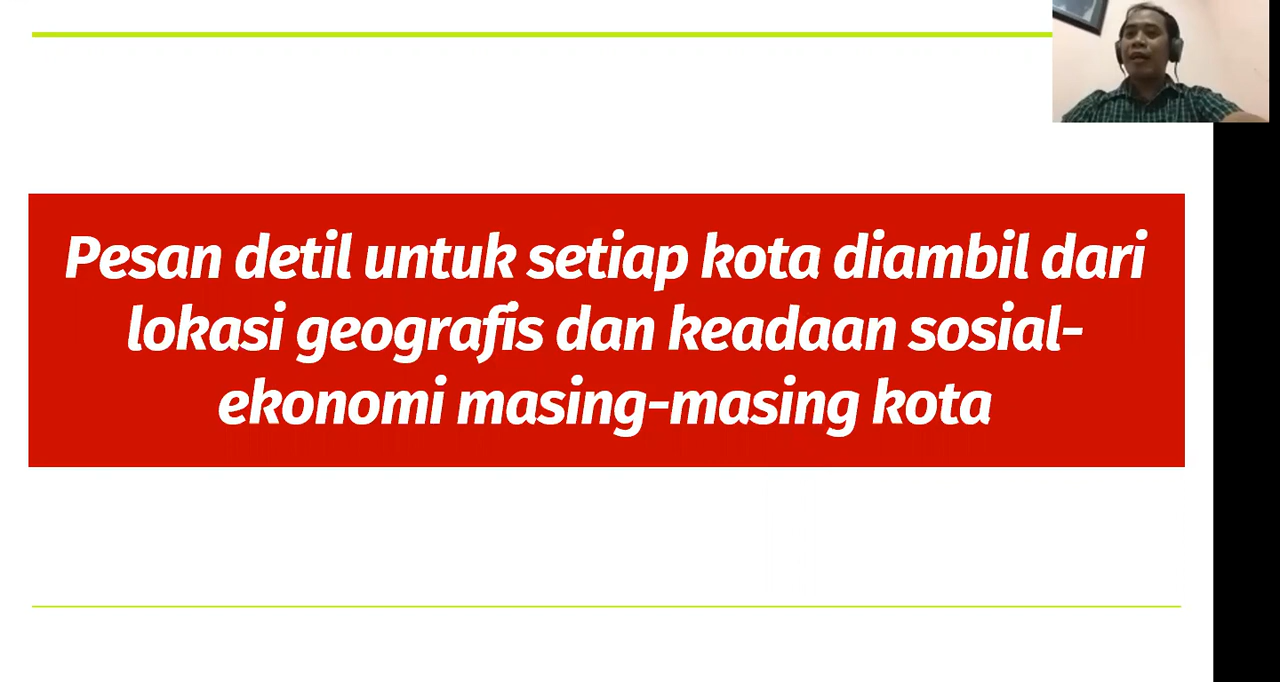 Pesan detil untuk setiap kota diambil dari
lokasi geografis dan keadaan sosial-
ekonomi masing-masing kota